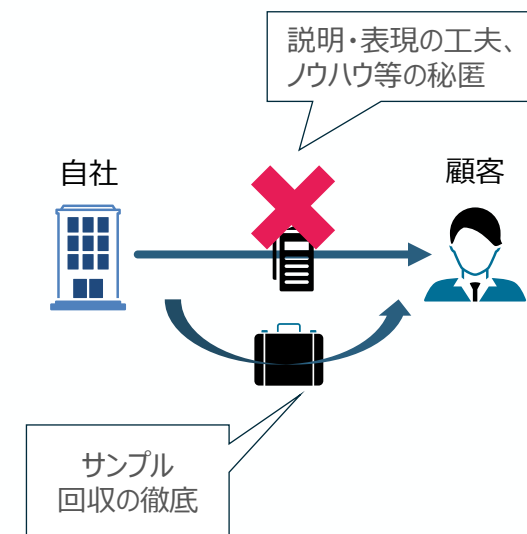 説明・表現の工夫、
ノウハウ等の秘匿
自社
顧客
サンプル
回収の徹底